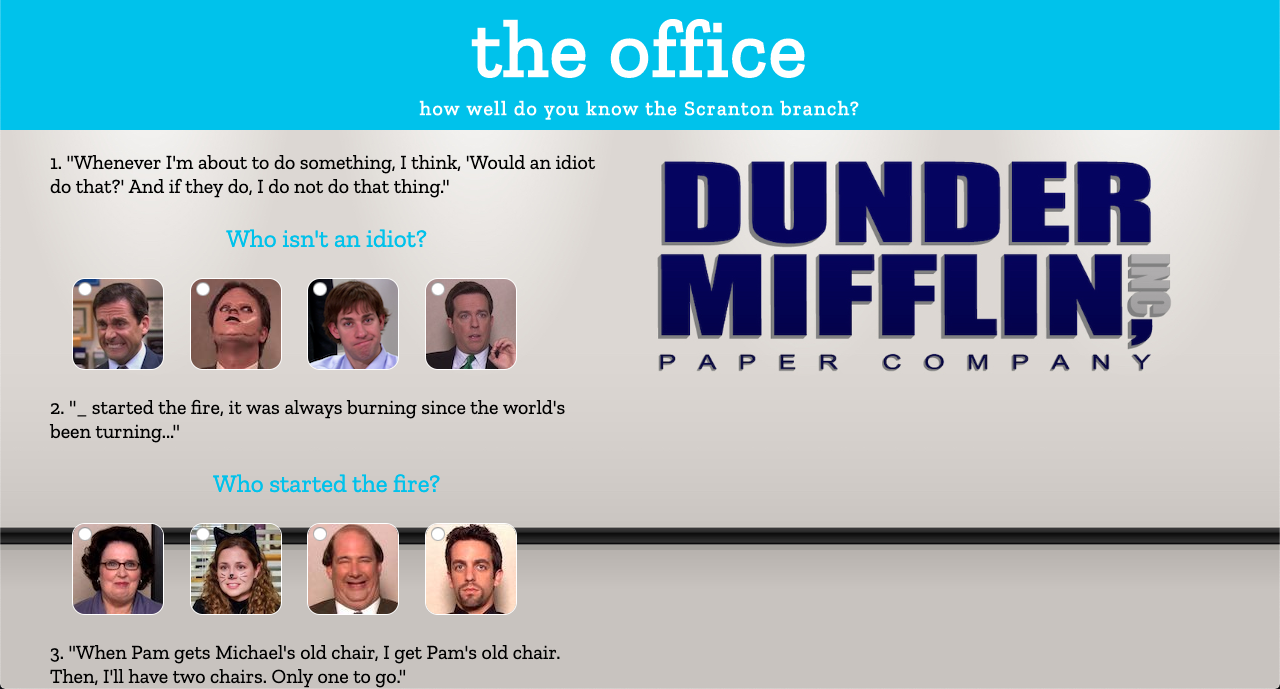 the office
how well do you know the Scranton branch?
1. "Whenever I'm about to do something, I think, 'Would an idiot
do that?' And if they do, I do not do that thing."
Who isn't an idiot?
2. "_ started the fire, it was always burning since the world's
been turning..."
Who started the fire?
3. "When Pam gets Michael's old chair, I get Pam's old chair.
Then, I'll have two chairs. Only one to go."
DUNDER
MIFFLIN, INC
PAPER COMPANY